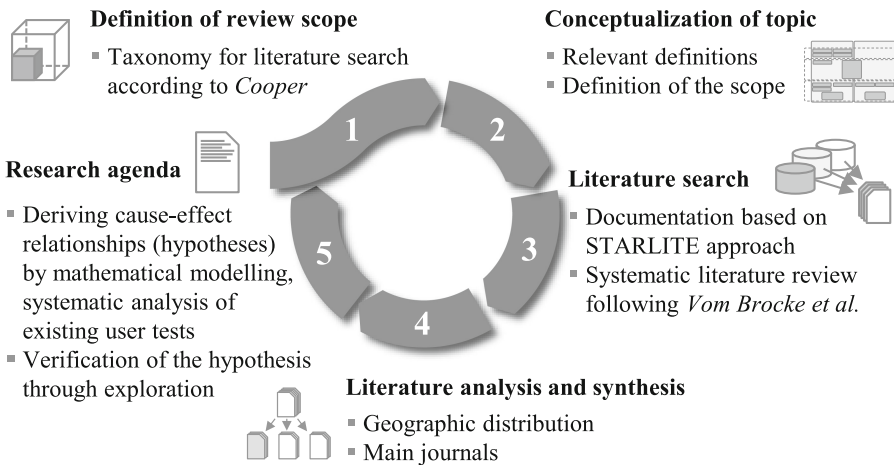 Definition of review scope
▪ Taxonomy for literature search
according to Cooper
1
Conceptualization of topic
▪ Relevant definitions
▪ Definition of the scope
2
Literature search
▪ Documentation based on
STARLITE approach
▪ Systematic literature review
following Vom Brocke et al.
3
Literature analysis and synthesis
▪ Geographic distribution
▪ Main journals
4
Research agenda
▪ Deriving cause-effect
relationships (hypotheses)
by mathematical modelling,
systematic analysis of
existing user tests
▪ Verification of the hypothesis
through exploration
5